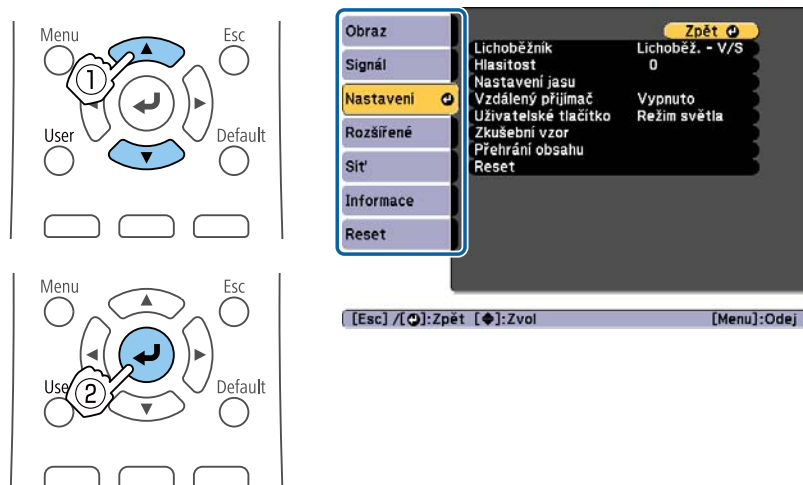 Menu
Esc
1
User
Default
Menu
Esc
Use
2
Default
Obraz
Signál
Nastavení
Rozšířené
Síť
Informace
Reset
Zpět
Lichoběžník Lichoběž. - V/S
Hlasitost 0
Nastavení jasu
Vzdálený přijímač Vypnuto
Uživatelské tlačítko Režim světla
Zkušební vzor
Přehrání obsahu
Reset
[Esc] /[ ]:Zpět [ ]:Zvol [Menu]:Odej